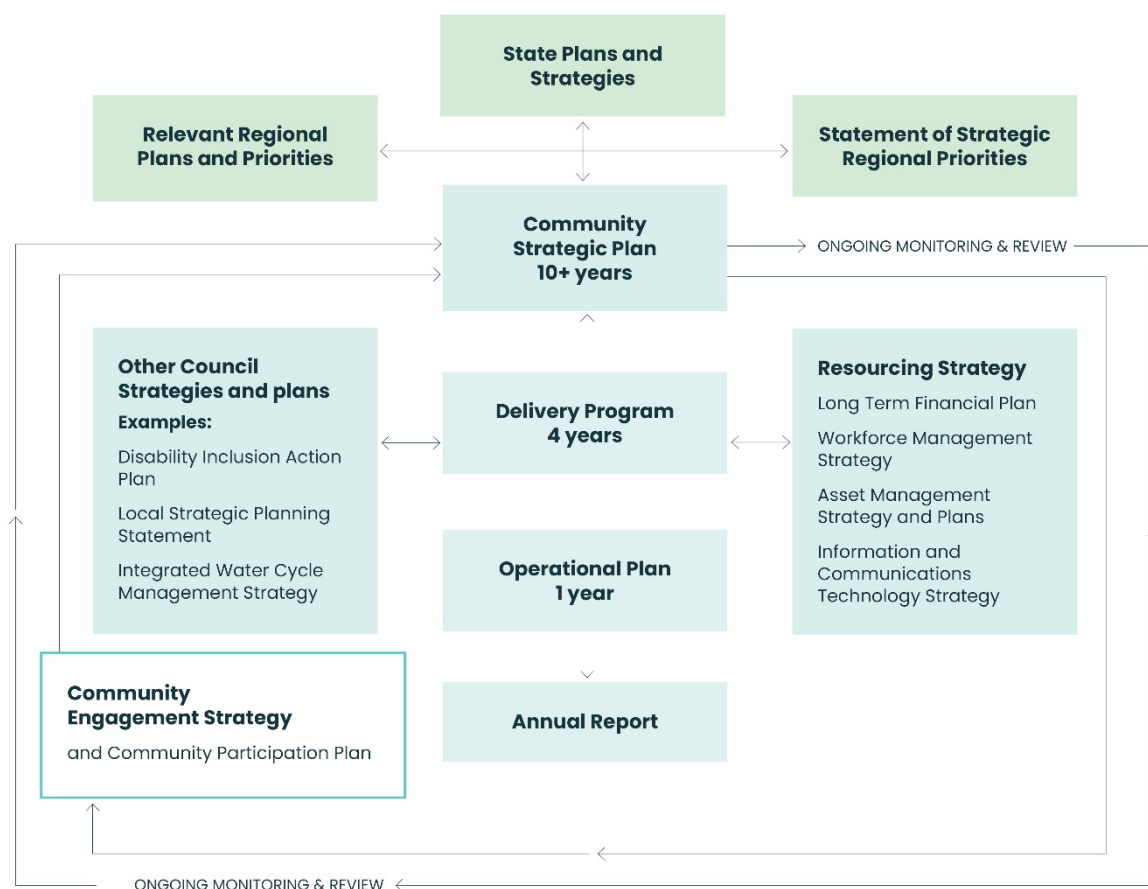 State Plans and
Strategies
Relevant Regional
Plans and Priorities
Statement of Strategic
Regional Priorities
Community
Strategic Plan
10+ years
ONGOING MONITORING & REVIEW
Other Council
Strategies and plans
Examples:
Disability Inclusion Action
Plan
Local Strategic Planning
Statement
Integrated Water Cycle
Management Strategy
Delivery Program
4 years
Resourcing Strategy
Long Term Financial Plan
Workforce Management
Strategy
Asset Management
Strategy and Plans
Information and
Communications
Technology Strategy
Operational Plan
1 year
Community
Engagement Strategy
and Community Participation Plan
Annual Report
ONGOING MONITORING & REVIEW